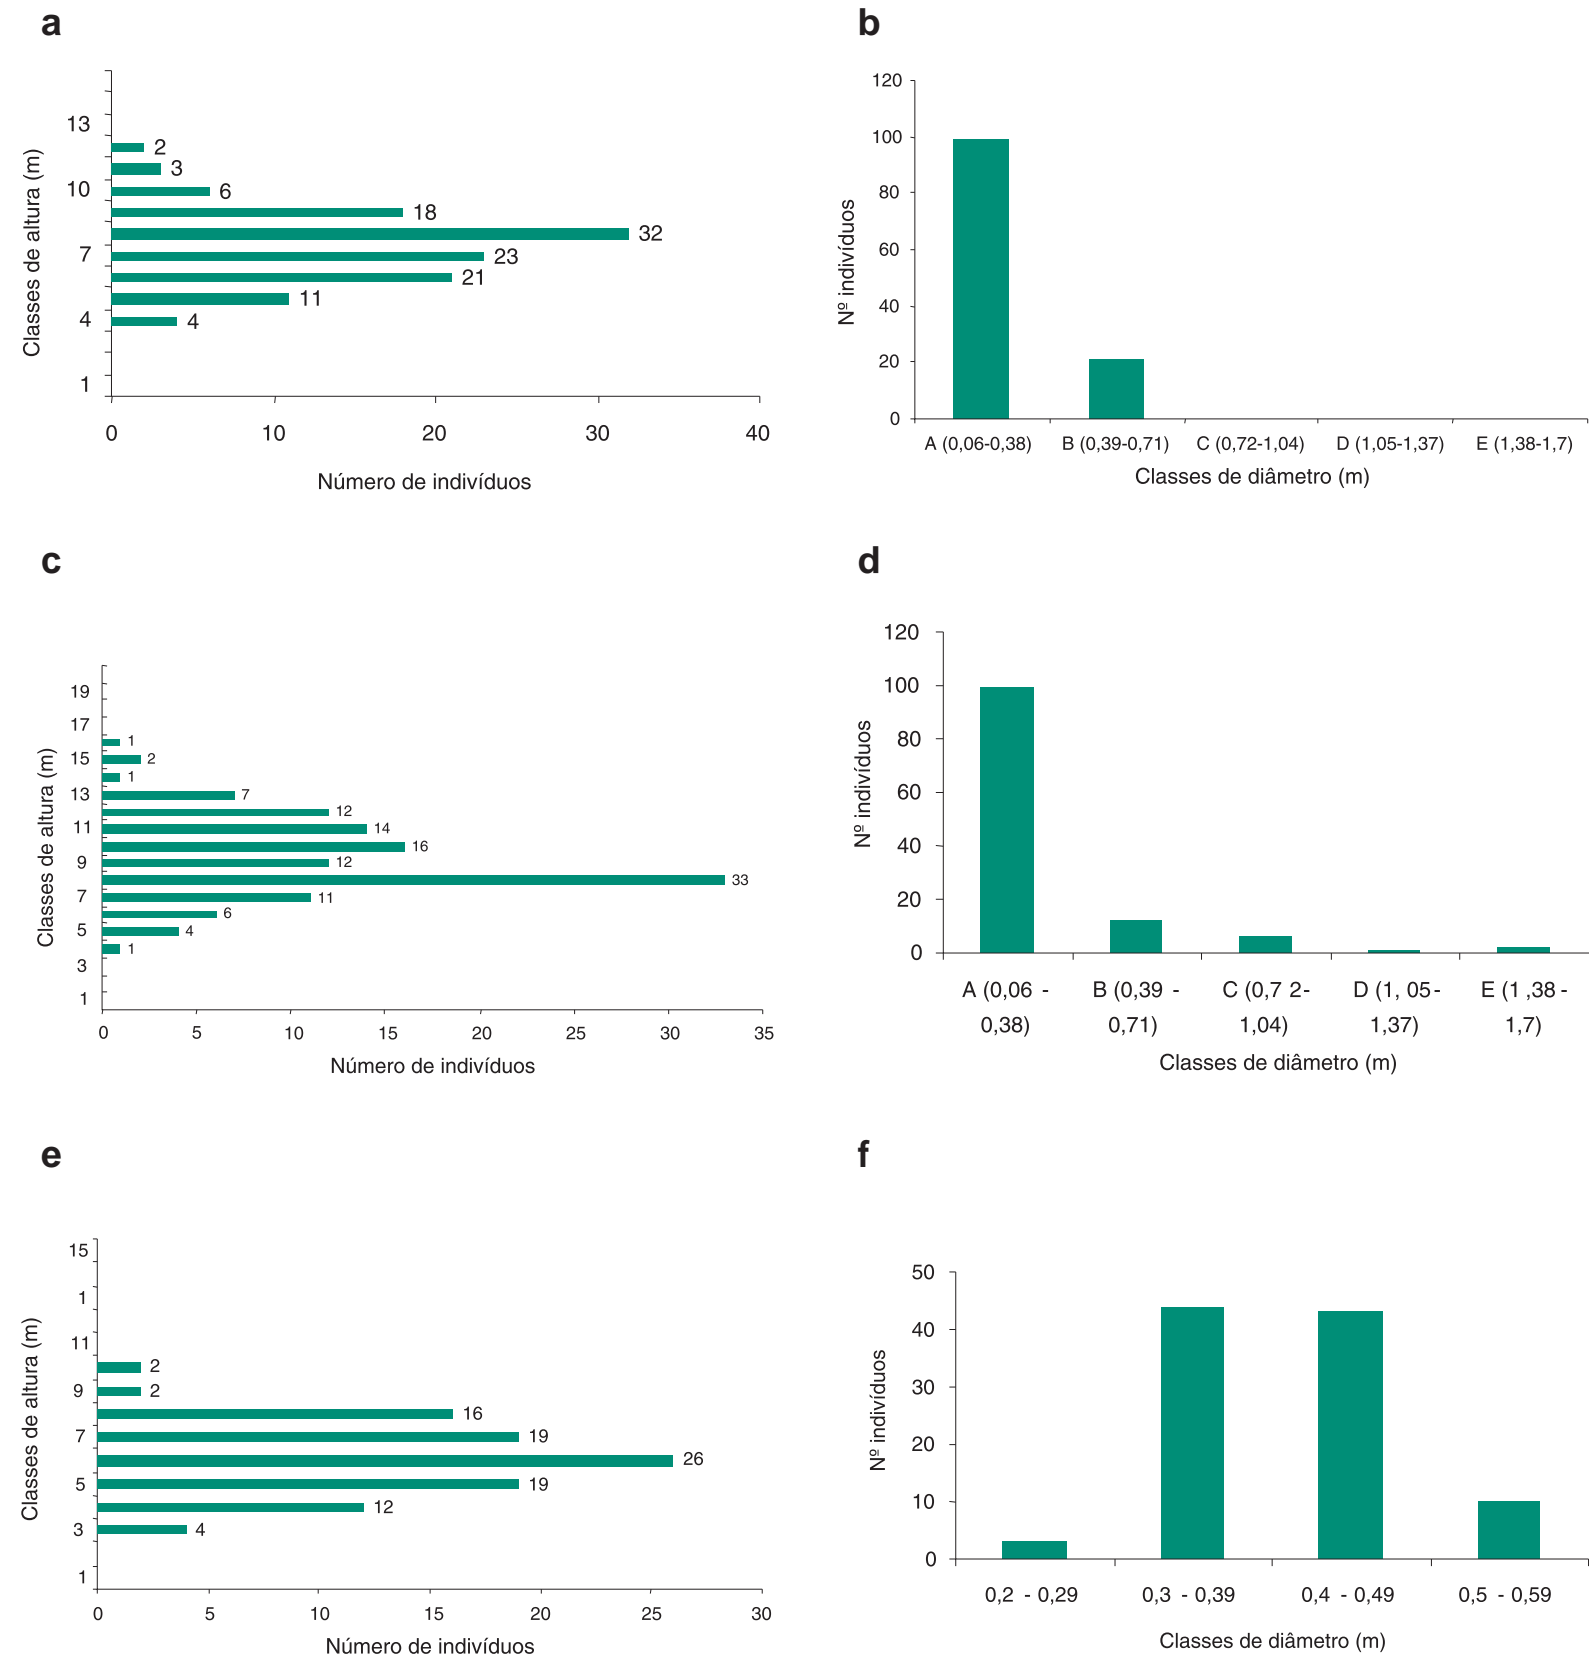 a
13
10
7
4
1
2
3
6
18
32
23
21
11
4
0 10 20 30 40
Classes de altura (m)
Número de indivíduos
b
120
100
80
60
40
20
0
Nº indivíduos
A (0,06-0,38) B (0,39-0,71) C (0,72-1,04) D (1,05-1,37) E (1,38-1,7)
Classes de diâmetro (m)
c
19
17
15
13
11
9
7
5
3
1
1
2
1
7
12
14
16
12
33
11
6
4
1
0 5 10 15 20 25 30 35
Classes de altura (m)
Número de indivíduos
d
120
100
80
60
40
20
0
Nº indivíduos
A (0,06 - B (0,39 - C (0,7 2- D (1, 05- E (1 ,38 -
0,38) 0,71) 1,04) 1,37) 1,7)
Classes de diâmetro (m)
e
15
1
11
9
7
5
3
1
2
2
16
19
26
19
12
4
0 5 10 15 20 25 30
Classes de altura (m)
Número de indivíduos
f
50
40
30
20
10
0
Nº indivíduos
0,2 - 0,29 0,3 - 0,39 0,4 - 0,49 0,5 - 0,59
Classes de diâmetro (m)